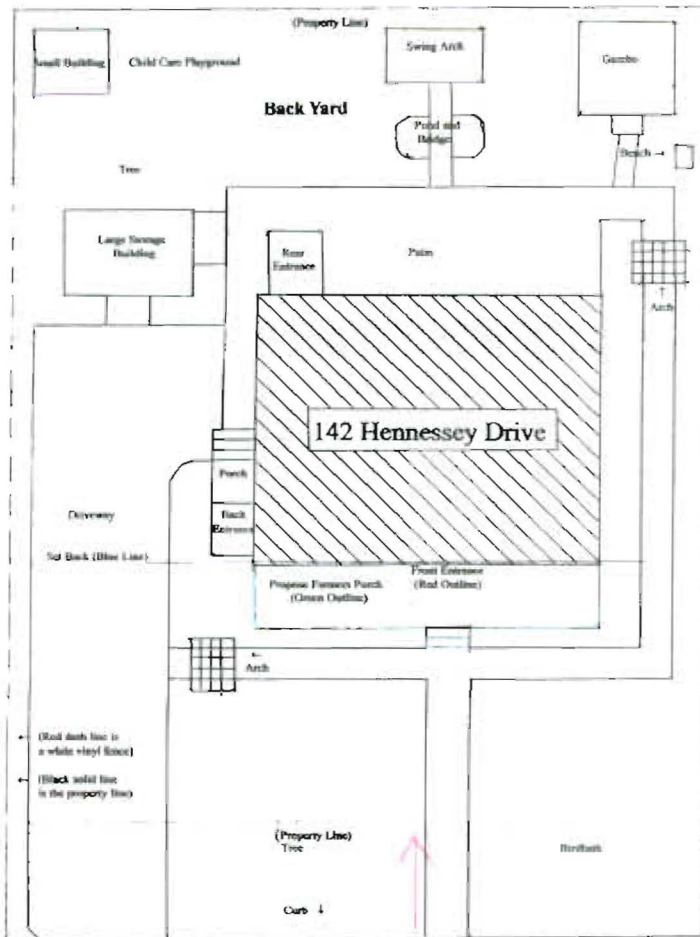 (Property Line)
Small Building
Child Care Playground
Swing Arch
Gazebo
Back Yard
Pond and
Bridge
Bench →
Tree
Large Storage
Building
Rear
Entrance
↑
Arch
142 Hennessey Drive
Porch
Driveway
Back
Entrance
Set Back (Blue Line)
Propose Farmers Porch
(Green Outline)
Front Entrance
(Red Outline)
←
Arch
← (Red dash line is
a white vinyl fence)
← (Black solid line
is the property line)
(Property Line)
Tree
Birdbath
Curb ↓